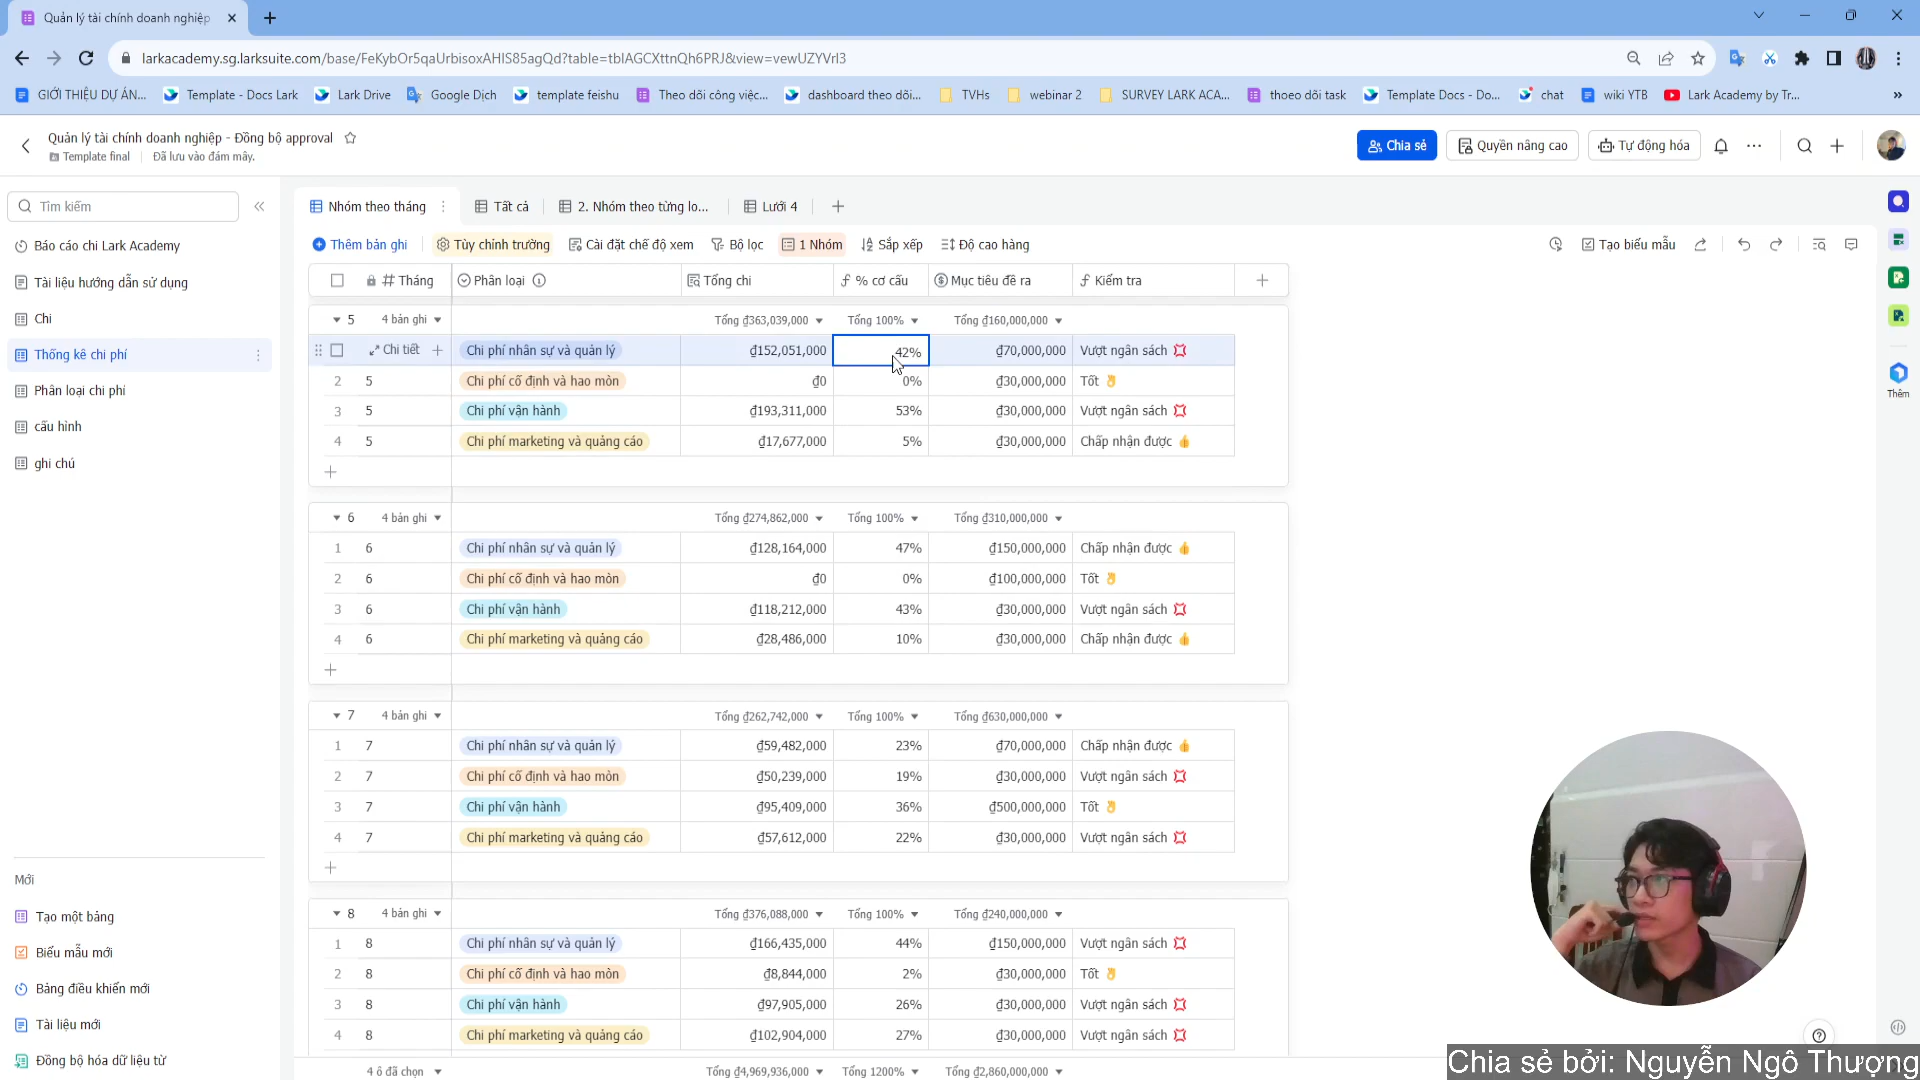 Quản lý tài chính doanh nghiệp
larkacademy.sg.larksuite.com/base/FeKybOr5qaUrbisoxAHIS85agQd?table=tblAGCXttnQh6PRJ&view=vewUZYVrl3
GIỚI THIỆU DỰ ÁN... Template - Docs Lark Lark Drive Google Dịch template feishu Theo dõi công việc... dashboard theo dõi... TVHs webinar 2 SURVEY LARK ACA... thoeo dõi task Template Docs - Do... chat wiki YTB Lark Academy by Tr... »
Quản lý tài chính doanh nghiệp - Đồng bộ approval
Template final Đã lưu vào đám mây.
Chia sẻ Quyền nâng cao Tự động hóa
Tìm kiếm
Báo cáo chi Lark Academy
Tài liệu hướng dẫn sử dụng
Chi
Thống kê chi phí
Phân loại chi phí
cấu hình
ghi chú
Mới
Tạo một bảng
Biểu mẫu mới
Bảng điều khiển mới
Tài liệu mới
Đồng bộ hóa dữ liệu từ
Nhóm theo tháng Tất cả 2. Nhóm theo từng lo... Lưới 4
Thêm bản ghi Tùy chỉnh trường Cài đặt chế độ xem Bộ lọc 1 Nhóm Sắp xếp Độ cao hàng Tạo biểu mẫu
Tháng Phân loại Tổng chi % cơ cấu Mục tiêu đề ra Kiểm tra
5 4 bản ghi Tổng ₫363,039,000 Tổng 100% Tổng ₫160,000,000
Chi tiết Chi phí nhân sự và quản lý ₫152,051,000 42% ₫70,000,000 Vượt ngân sách 💢
2 5 Chi phí cố định và hao mòn ₫0 0% ₫30,000,000 Tốt 👌
3 5 Chi phí vận hành ₫193,311,000 53% ₫30,000,000 Vượt ngân sách 💢
4 5 Chi phí marketing và quảng cáo ₫17,677,000 5% ₫30,000,000 Chấp nhận được 👍
6 4 bản ghi Tổng ₫274,862,000 Tổng 100% Tổng ₫310,000,000
1 6 Chi phí nhân sự và quản lý ₫128,164,000 47% ₫150,000,000 Chấp nhận được 👍
2 6 Chi phí cố định và hao mòn ₫0 0% ₫100,000,000 Tốt 👌
3 6 Chi phí vận hành ₫118,212,000 43% ₫30,000,000 Vượt ngân sách 💢
4 6 Chi phí marketing và quảng cáo ₫28,486,000 10% ₫30,000,000 Chấp nhận được 👍
7 4 bản ghi Tổng ₫262,742,000 Tổng 100% Tổng ₫630,000,000
1 7 Chi phí nhân sự và quản lý ₫59,482,000 23% ₫70,000,000 Chấp nhận được 👍
2 7 Chi phí cố định và hao mòn ₫50,239,000 19% ₫30,000,000 Vượt ngân sách 💢
3 7 Chi phí vận hành ₫95,409,000 36% ₫500,000,000 Tốt 👌
4 7 Chi phí marketing và quảng cáo ₫57,612,000 22% ₫30,000,000 Vượt ngân sách 💢
8 4 bản ghi Tổng ₫376,088,000 Tổng 100% Tổng ₫240,000,000
1 8 Chi phí nhân sự và quản lý ₫166,435,000 44% ₫150,000,000 Vượt ngân sách 💢
2 8 Chi phí cố định và hao mòn ₫8,844,000 2% ₫30,000,000 Tốt 👌
3 8 Chi phí vận hành ₫97,905,000 26% ₫30,000,000 Vượt ngân sách 💢
4 8 Chi phí marketing và quảng cáo ₫102,904,000 27% ₫30,000,000 Vượt ngân sách 💢
4 ô đã chọn Tổng ₫4,969,936,000 Tổng 1200% Tổng ₫2,860,000,000
Thêm
Chia sẻ bởi: Nguyễn Ngô Thượng